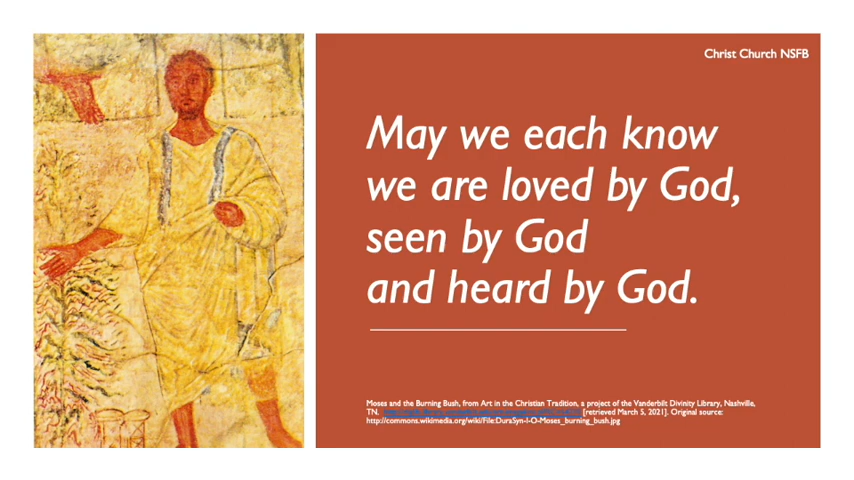 Christ Church NSFB
May we each know
we are loved by God,
seen by God
and heard by God.
Moses and the Burning Bush, from Art in the Christian Tradition, a project of the Vanderbilt Divinity Library, Nashville,
TN. [retrieved March 5, 2021]. Original source:
http://commons.wikimedia.org/wiki/File:DuraSyn-I-O-Moses_burning_bush.jpg